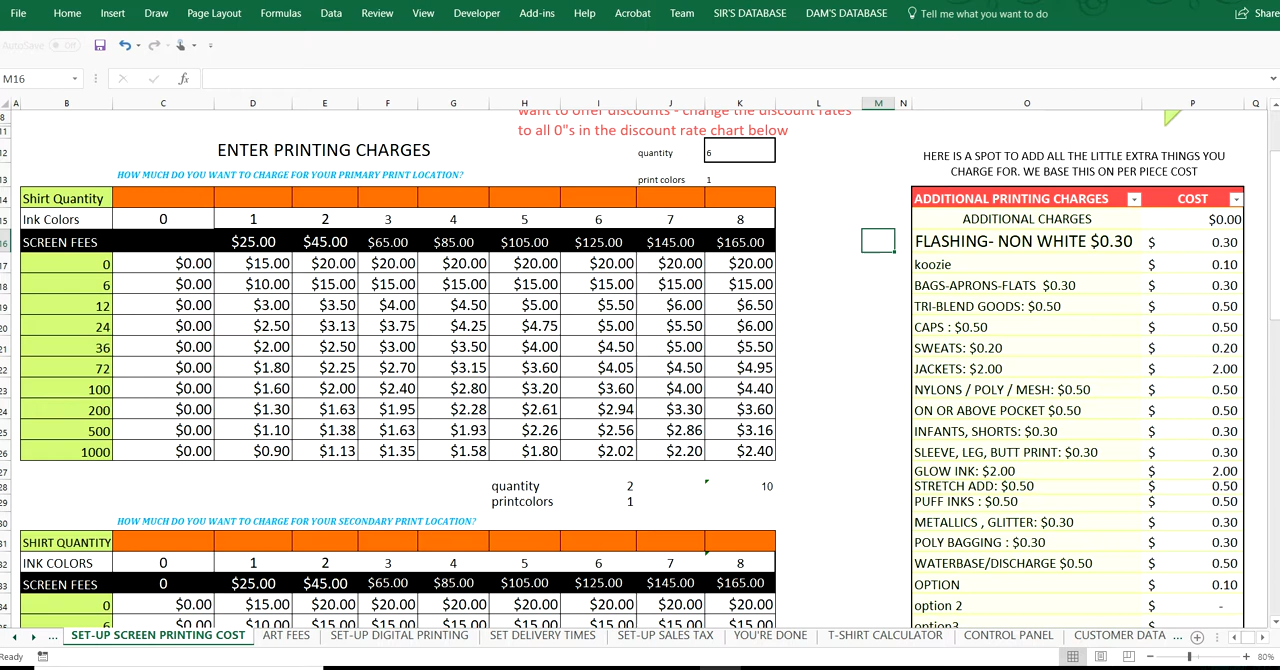 File Home Insert Draw Page Layout Formulas Data Review View Developer Add-ins Help Acrobat Team SIR'S DATABASE DAM'S DATABASE Tell me what you want to do Share
AutoSave Off
M16 fx
A B C D E F G H I J K L M N O P Q
want to offer discounts - change the discount rates
to all 0"s in the discount rate chart below
ENTER PRINTING CHARGES quantity 6
HOW MUCH DO YOU WANT TO CHARGE FOR YOUR PRIMARY PRINT LOCATION? print colors 1
Shirt Quantity
Ink Colors 0 1 2 3 4 5 6 7 8
SCREEN FEES $25.00 $45.00 $65.00 $85.00 $105.00 $125.00 $145.00 $165.00
0 $0.00 $15.00 $20.00 $20.00 $20.00 $20.00 $20.00 $20.00 $20.00
6 $0.00 $10.00 $15.00 $15.00 $15.00 $15.00 $15.00 $15.00 $15.00
12 $0.00 $3.00 $3.50 $4.00 $4.50 $5.00 $5.50 $6.00 $6.50
24 $0.00 $2.50 $3.13 $3.75 $4.25 $4.75 $5.00 $5.50 $6.00
36 $0.00 $2.00 $2.50 $3.00 $3.50 $4.00 $4.50 $5.00 $5.50
72 $0.00 $1.80 $2.25 $2.70 $3.15 $3.60 $4.05 $4.50 $4.95
100 $0.00 $1.60 $2.00 $2.40 $2.80 $3.20 $3.60 $4.00 $4.40
200 $0.00 $1.30 $1.63 $1.95 $2.28 $2.61 $2.94 $3.30 $3.60
500 $0.00 $1.10 $1.38 $1.63 $1.93 $2.26 $2.56 $2.86 $3.16
1000 $0.00 $0.90 $1.13 $1.35 $1.58 $1.80 $2.02 $2.20 $2.40
quantity 2 10
printcolors 1
HOW MUCH DO YOU WANT TO CHARGE FOR YOUR SECONDARY PRINT LOCATION?
SHIRT QUANTITY
INK COLORS 0 1 2 3 4 5 6 7 8
SCREEN FEES 0 $25.00 $45.00 $65.00 $85.00 $105.00 $125.00 $145.00 $165.00
0 $0.00 $15.00 $20.00 $20.00 $20.00 $20.00 $20.00 $20.00 $20.00
HERE IS A SPOT TO ADD ALL THE LITTLE EXTRA THINGS YOU
CHARGE FOR. WE BASE THIS ON PER PIECE COST
ADDITIONAL PRINTING CHARGES COST
ADDITIONAL CHARGES $0.00
FLASHING- NON WHITE $0.30 $ 0.30
koozie $ 0.10
BAGS-APRONS-FLATS $0.30 $ 0.30
TRI-BLEND GOODS: $0.50 $ 0.50
CAPS : $0.50 $ 0.50
SWEATS: $0.20 $ 0.20
JACKETS: $2.00 $ 2.00
NYLONS / POLY / MESH: $0.50 $ 0.50
ON OR ABOVE POCKET $0.50 $ 0.50
INFANTS, SHORTS: $0.30 $ 0.30
SLEEVE, LEG, BUTT PRINT: $0.30 $ 0.30
GLOW INK: $2.00 $ 2.00
STRETCH ADD: $0.50 $ 0.50
PUFF INKS : $0.50 $ 0.50
METALLICS , GLITTER: $0.30 $ 0.30
POLY BAGGING : $0.30 $ 0.30
WATERBASE/DISCHARGE $0.50 $ 0.50
OPTION $ 0.10
option 2 $ -
option3
... SET-UP SCREEN PRINTING COST ART FEES SET-UP DIGITAL PRINTING SET DELIVERY TIMES SET-UP SALES TAX YOU'RE DONE T-SHIRT CALCULATOR CONTROL PANEL CUSTOMER DATA ...
Ready 80%